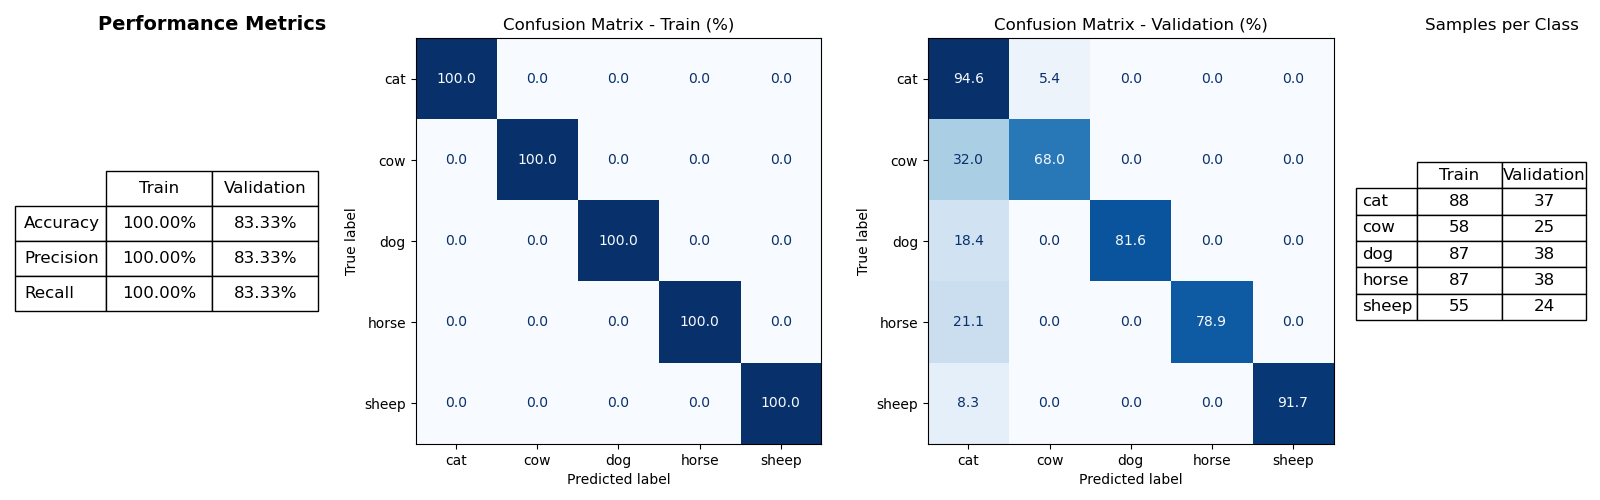 Performance Metrics
Train Validation
Accuracy 100.00% 83.33%
Precision 100.00% 83.33%
Recall 100.00% 83.33%
Confusion Matrix - Train (%)
True label
cat 100.0 0.0 0.0 0.0 0.0
cow 0.0 100.0 0.0 0.0 0.0
dog 0.0 0.0 100.0 0.0 0.0
horse 0.0 0.0 0.0 100.0 0.0
sheep 0.0 0.0 0.0 0.0 100.0
cat cow dog horse sheep
Predicted label
Confusion Matrix - Validation (%)
True label
cat 94.6 5.4 0.0 0.0 0.0
cow 32.0 68.0 0.0 0.0 0.0
dog 18.4 0.0 81.6 0.0 0.0
horse 21.1 0.0 0.0 78.9 0.0
sheep 8.3 0.0 0.0 0.0 91.7
cat cow dog horse sheep
Predicted label
Samples per Class
Train Validation
cat 88 37
cow 58 25
dog 87 38
horse 87 38
sheep 55 24